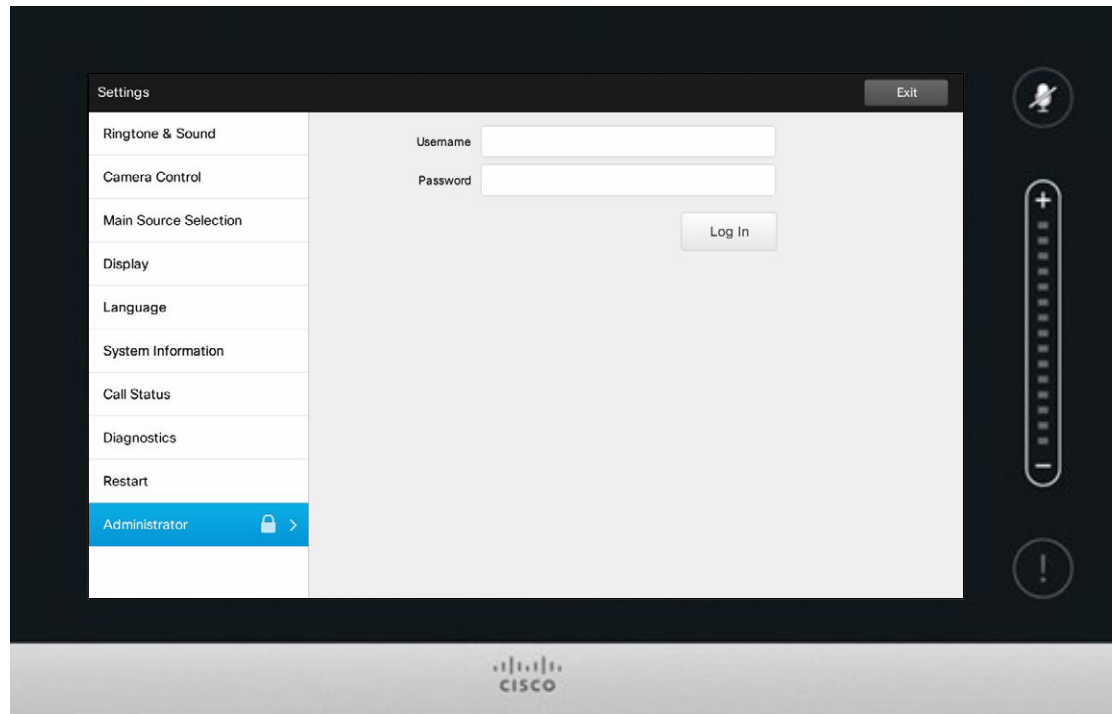 Settings
Exit
Ringtone & Sound
Camera Control
Main Source Selection
Display
Language
System Information
Call Status
Diagnostics
Restart
Administrator
Username
Password
Log In
+
−
!
CISCO